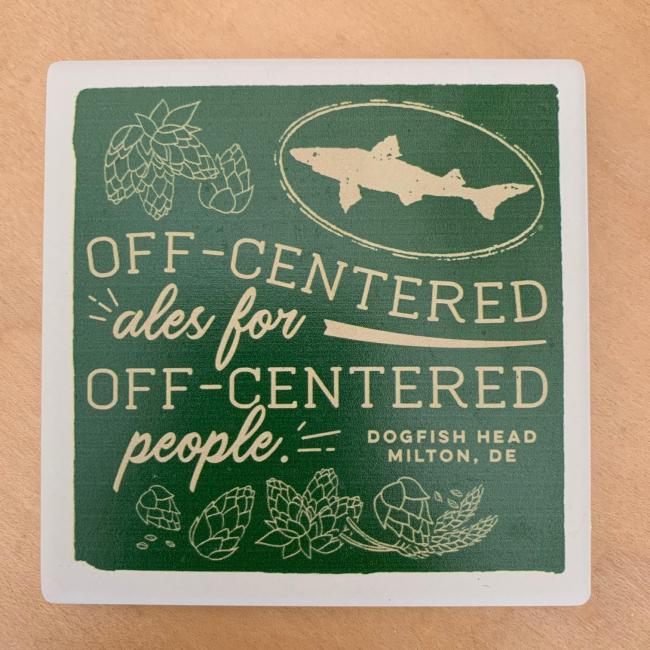 OFF-CENTERED
ales for
OFF-CENTERED
people.
DOGFISH HEAD
MILTON, DE